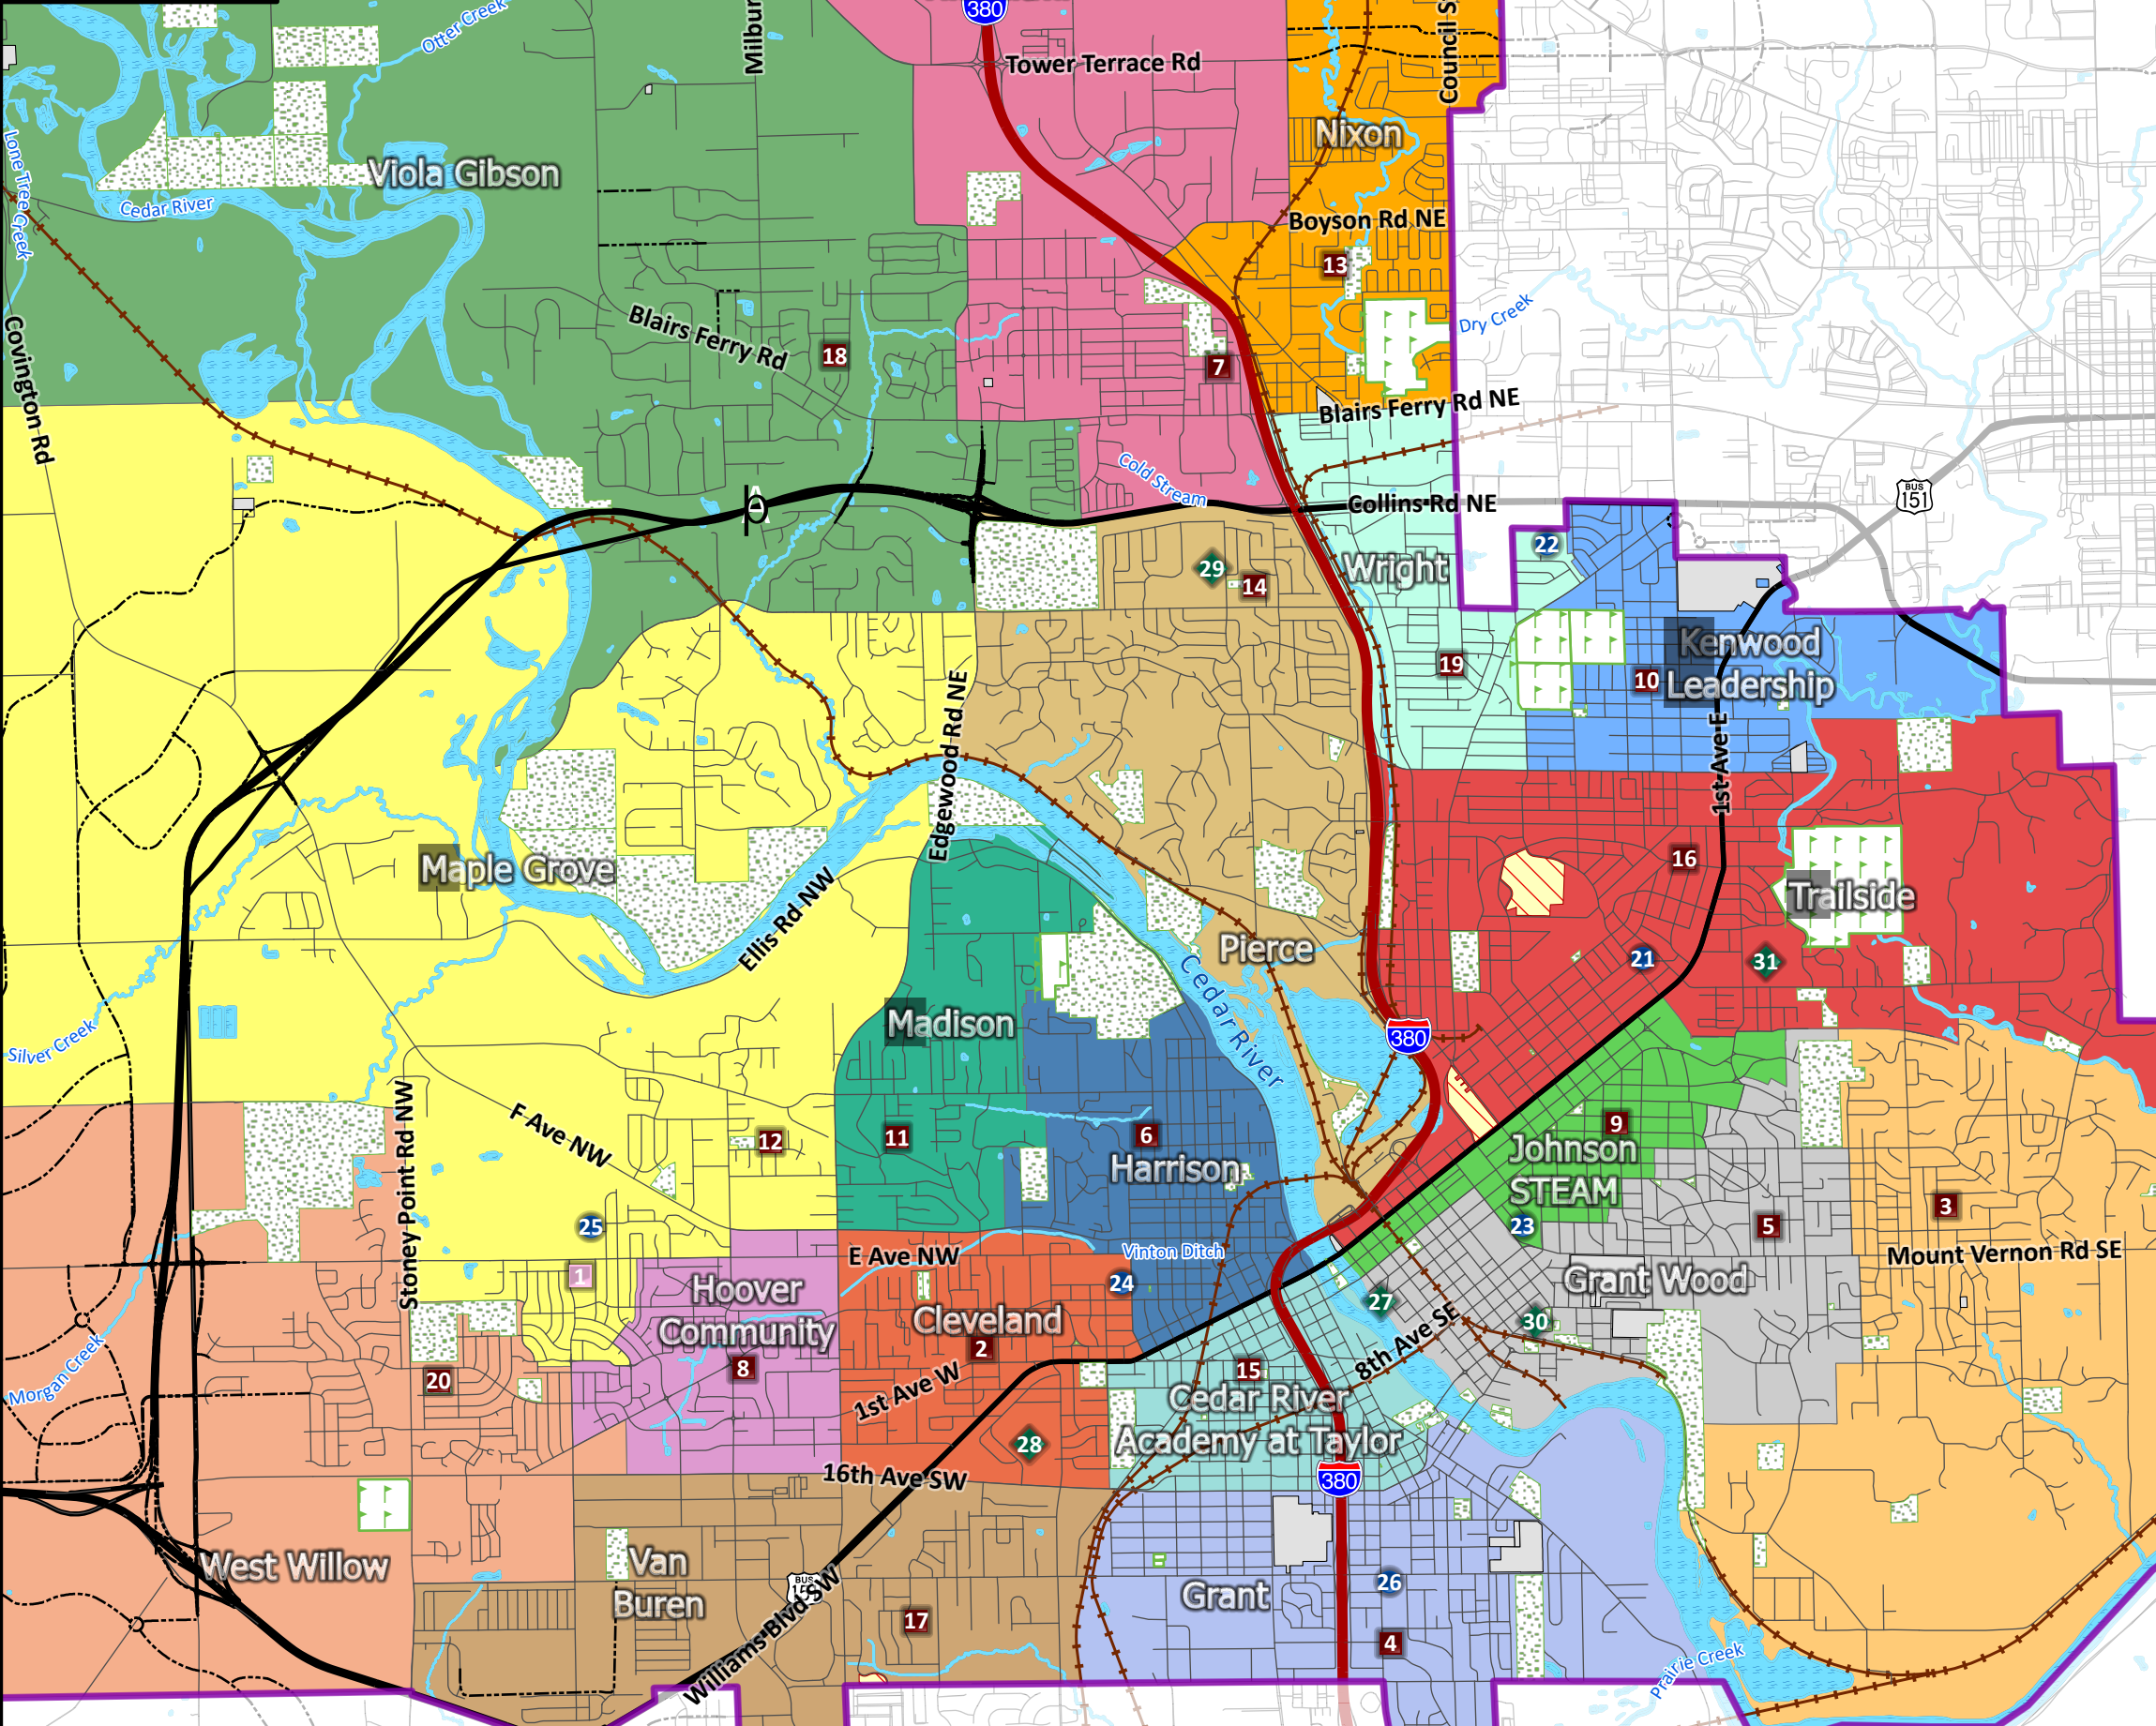 380
Otter Creek
Milbur
Tower Terrace Rd
Council S
Nixon
Lone Tree Creek
Viola Gibson
Cedar River
Boyson Rd NE
13
Covington Rd
Blairs Ferry Rd
18
7
Dry Creek
Blairs Ferry Rd NE
Cold Stream
Collins Rd NE
BUS
151
22
29
14
Wright
Kenwood
Leadership
19
10
Edgewood Rd NE
1st Ave E
Maple Grove
16
Trailside
Ellis Rd NW
Pierce
21
31
Cedar River
Madison
Silver Creek
380
Stoney Point Rd NW
F Ave NW
12
11
6
Harrison
9
Johnson
STEAM
3
25
23
5
E Ave NW
Vinton Ditch
Mount Vernon Rd SE
1
Hoover
Community
24
27
Grant Wood
Cleveland
30
2
8th Ave SE
Morgan Creek
20
8
1st Ave W
15
Cedar River
Academy at Taylor
28
16th Ave SW
380
West Willow
Van
Buren
BUS
Williams Blvd SW
Grant
26
17
4
Prairie Creek